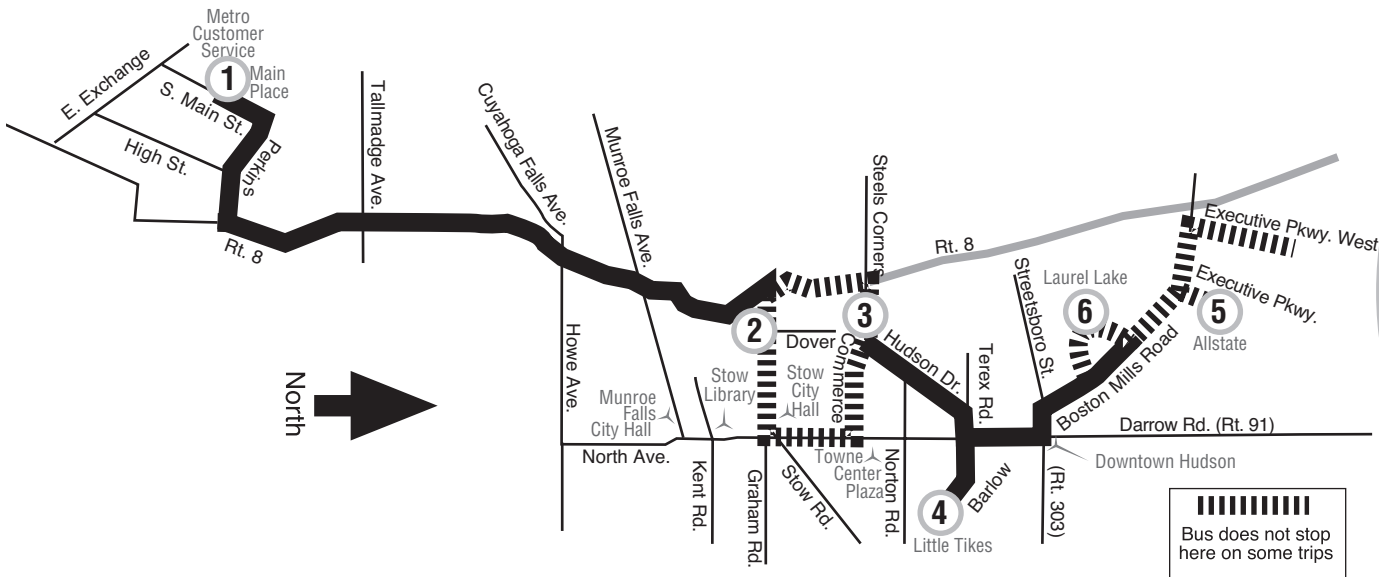 Metro
Customer
Service
1
Main
Place
E. Exchange
S. Main St.
High St.
Perkins
Rt. 8
Tallmadge Ave.
Cuyahoga Falls Ave.
Munroe Falls Ave.
Howe Ave.
North
2
Dover
Steels Corners
3
Commerce
Hudson Dr.
Rt. 8
Terex Rd.
Streetsboro St.
Laurel Lake
6
Executive Pkwy. West
Executive Pkwy.
5
Allstate
Boston Mills Road
Munroe
Falls
City Hall
Stow
Library
Stow
City
Hall
North Ave.
Kent Rd.
Graham Rd.
Stow Rd.
Towne
Center
Plaza
Norton Rd.
4
Little Tikes
Barlow
(Rt. 303)
Darrow Rd. (Rt. 91)
Downtown Hudson
Bus does not stop
here on some trips